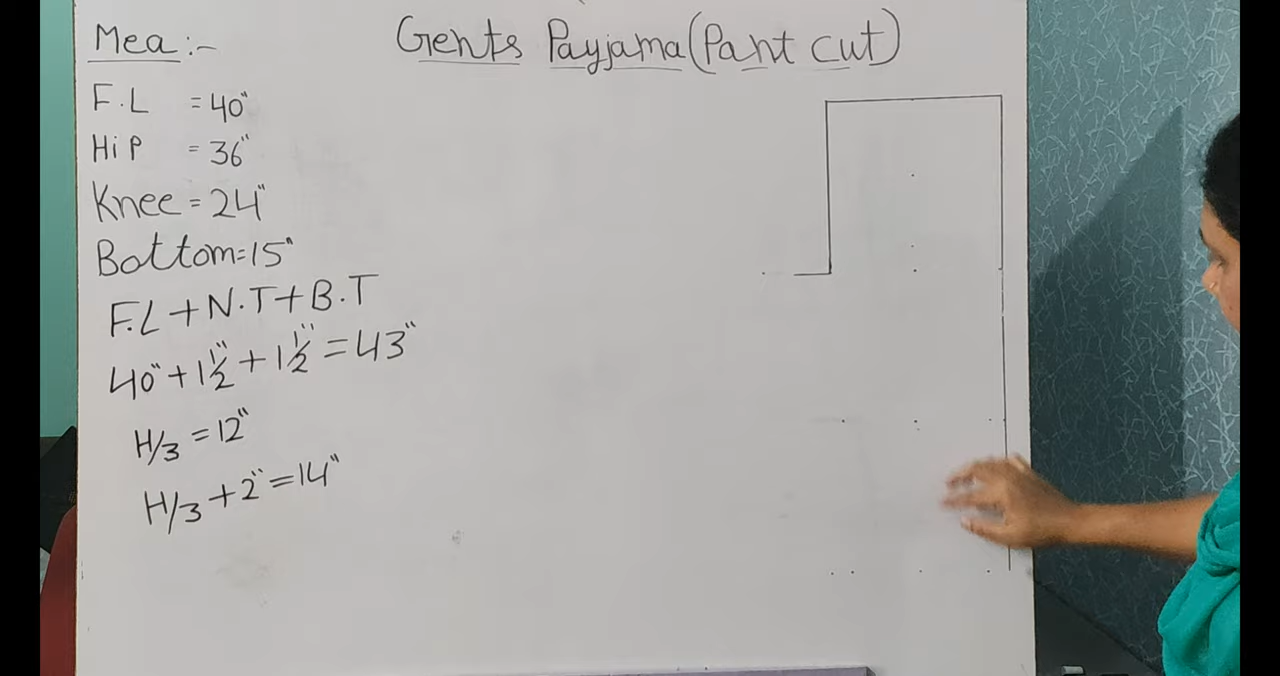 Gents Payjama (Pant cut)
Mea :-
F.L = 40"
Hip = 36"
Knee = 24"
Bottom = 15"
F.L + N.T + B.T
40" + 1½" + 1½" = 43"
H/3 = 12"
H/3 + 2" = 14"